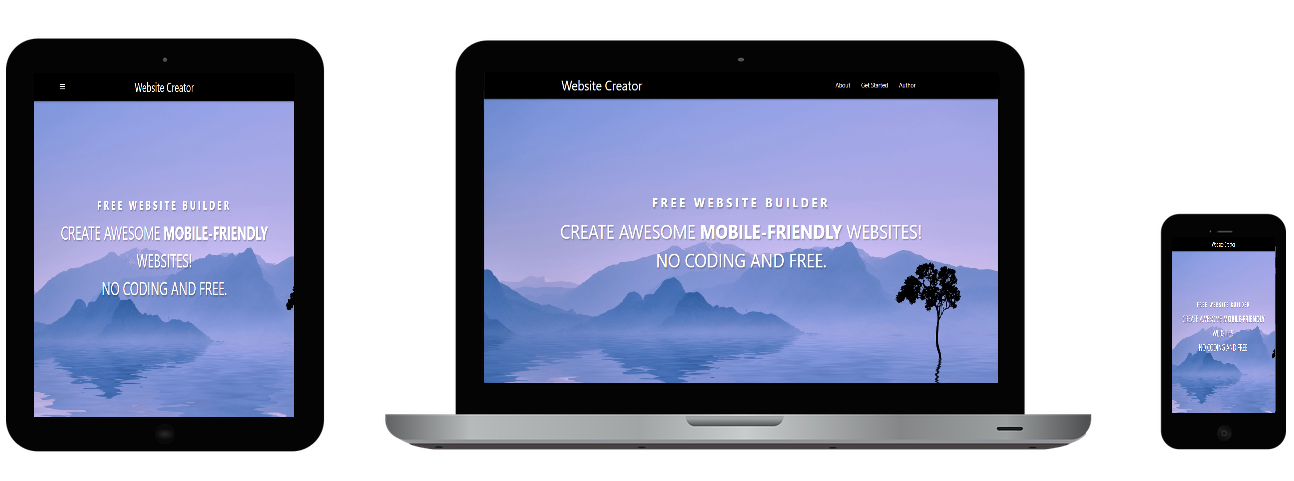 Website Creator
FREE WEBSITE BUILDER
CREATE AWESOME MOBILE-FRIENDLY
WEBSITES!
NO CODING AND FREE.
Website Creator
About Get Started Author
FREE WEBSITE BUILDER
CREATE AWESOME MOBILE-FRIENDLY WEBSITES!
NO CODING AND FREE.
Website Creator
FREE WEBSITE BUILDER
CREATE AWESOME MOBILE-FRIENDLY
WEBSITES
NO CODING AND FREE